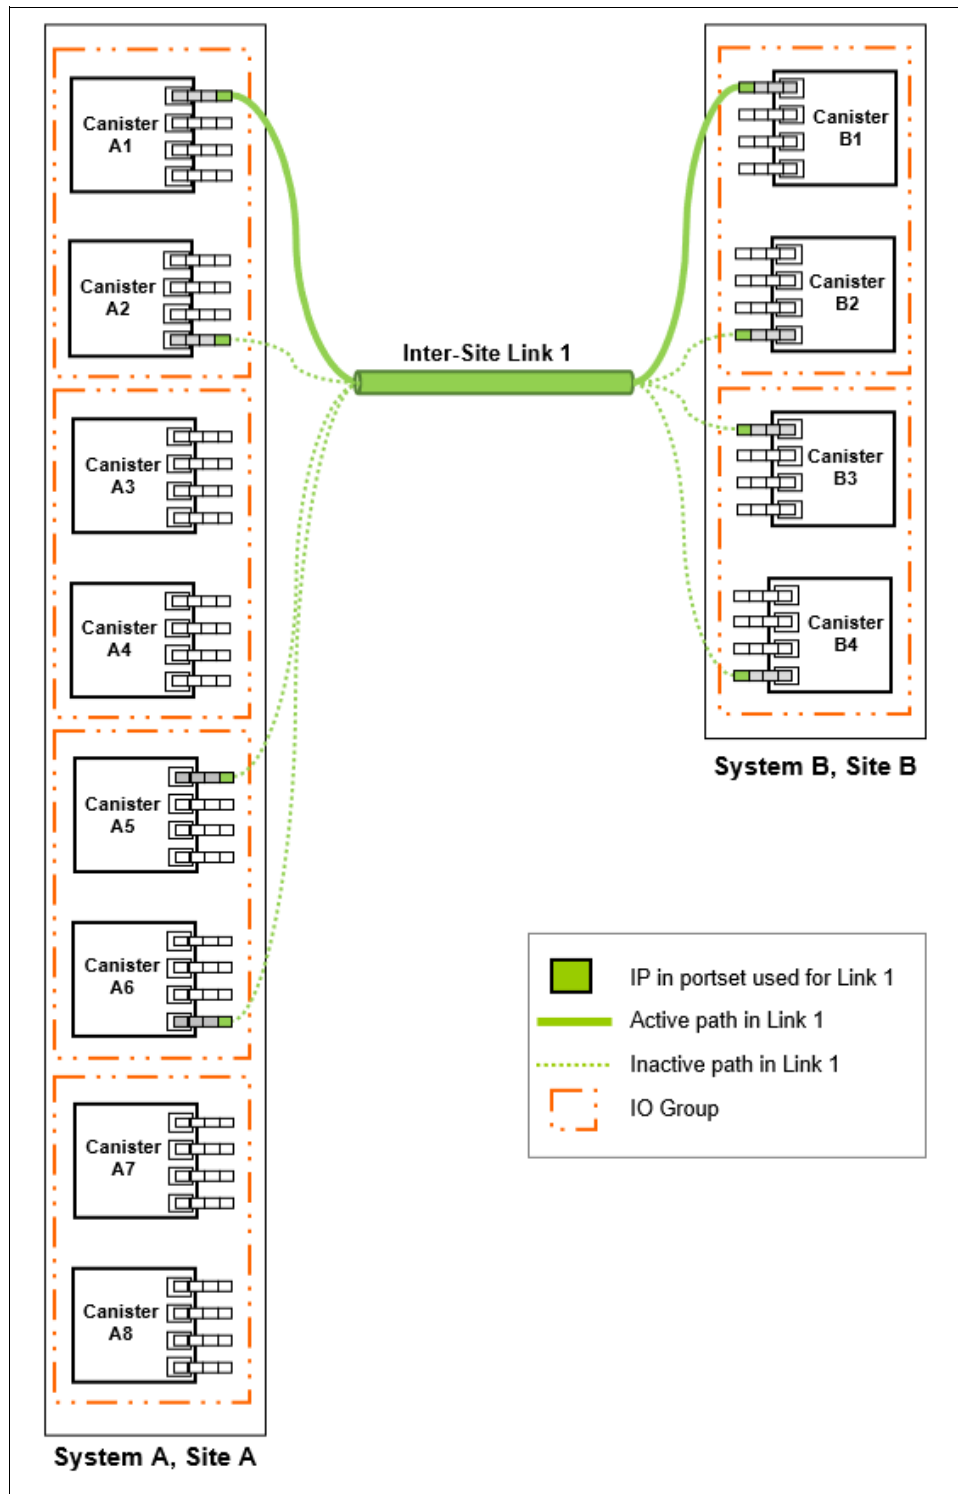 Canister
A1
Canister
A2
Canister
A3
Canister
A4
Canister
A5
Canister
A6
Canister
A7
Canister
A8
System A, Site A
Inter-Site Link 1
Canister
B1
Canister
B2
Canister
B3
Canister
B4
System B, Site B
IP in portset used for Link 1
Active path in Link 1
Inactive path in Link 1
IO Group